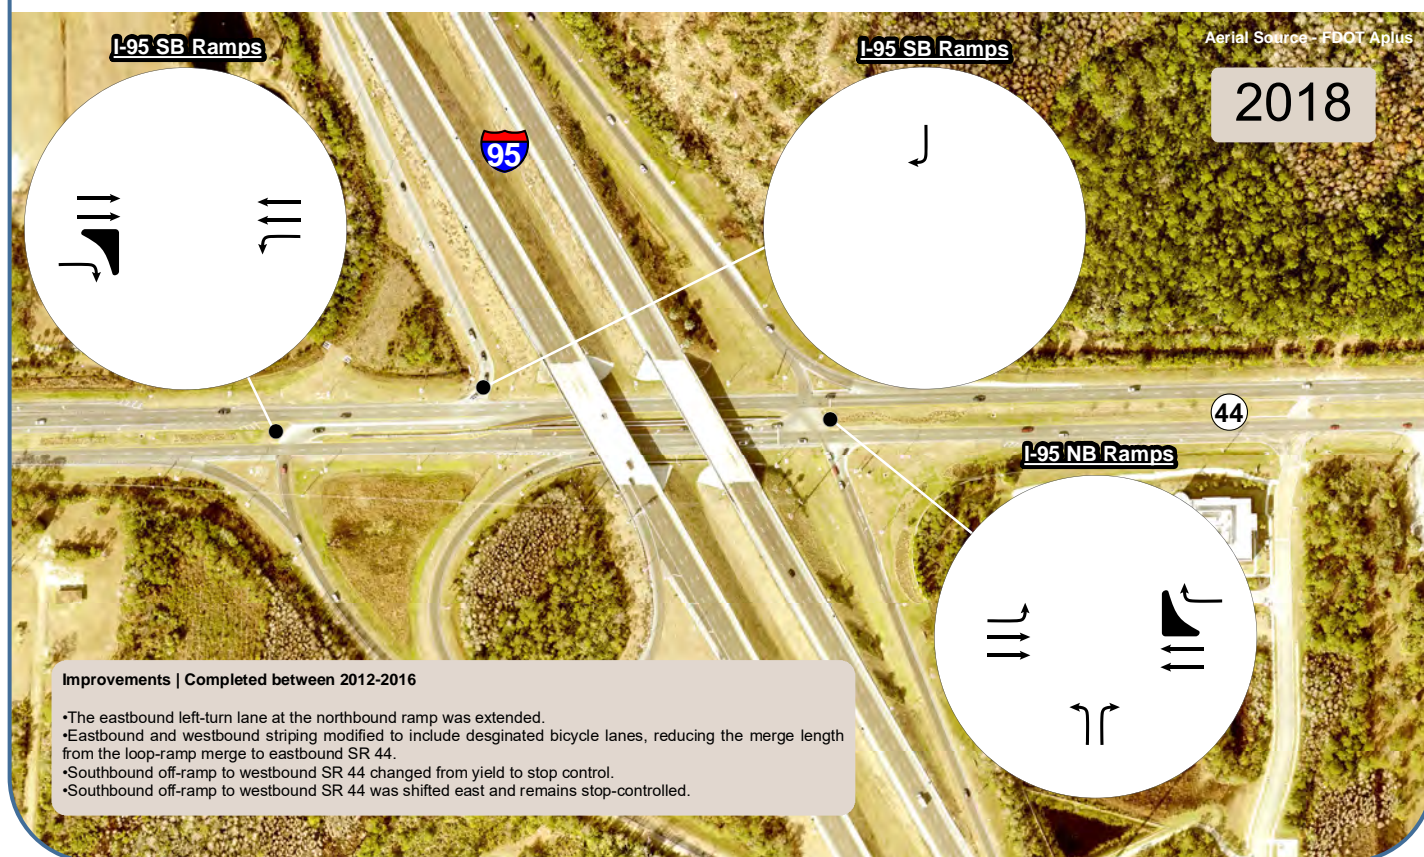 I-95 SB Ramps
I-95 SB Ramps
Aerial Source - FDOT Aplus
2018
95
44
I-95 NB Ramps
Improvements | Completed between 2012-2016
•The eastbound left-turn lane at the northbound ramp was extended.
•Eastbound and westbound striping modified to include desginated bicycle lanes, reducing the merge length
from the loop-ramp merge to eastbound SR 44.
•Southbound off-ramp to westbound SR 44 changed from yield to stop control.
•Southbound off-ramp to westbound SR 44 was shifted east and remains stop-controlled.